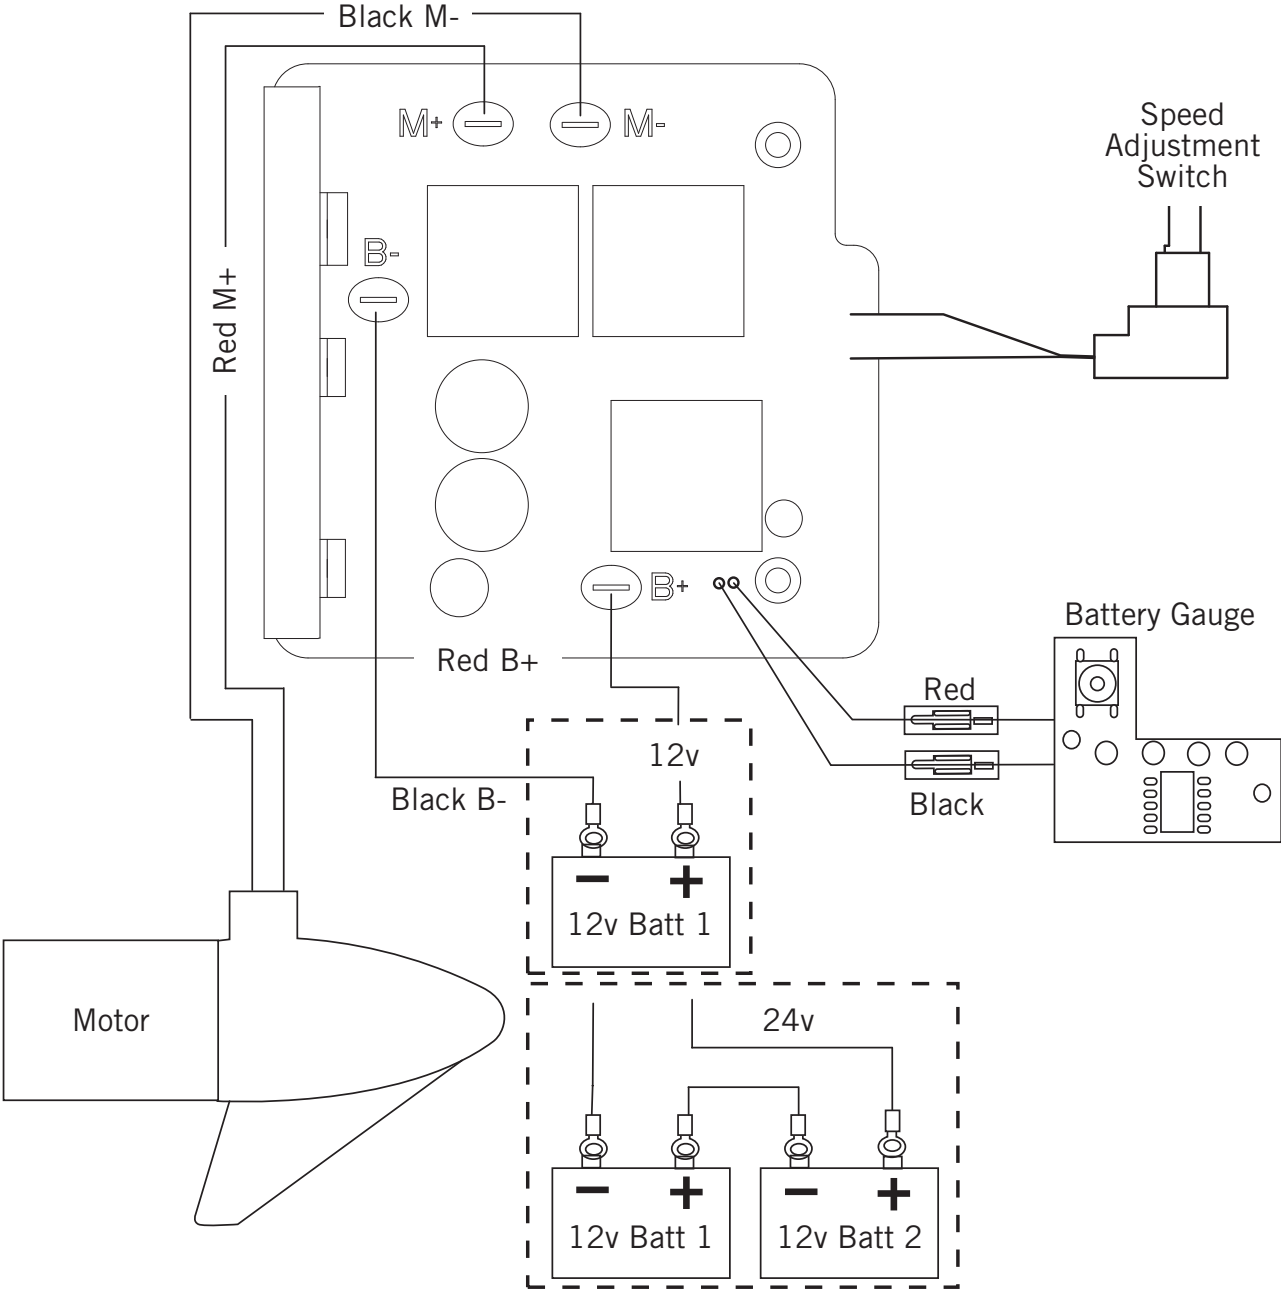 Black M-
M+
M-
Speed
Adjustment
Switch
B-
Red M+
B+
Battery Gauge
Red B+
Red
12v
Black B-
Black
- +
12v Batt 1
Motor
24v
- +
- +
12v Batt 1
12v Batt 2